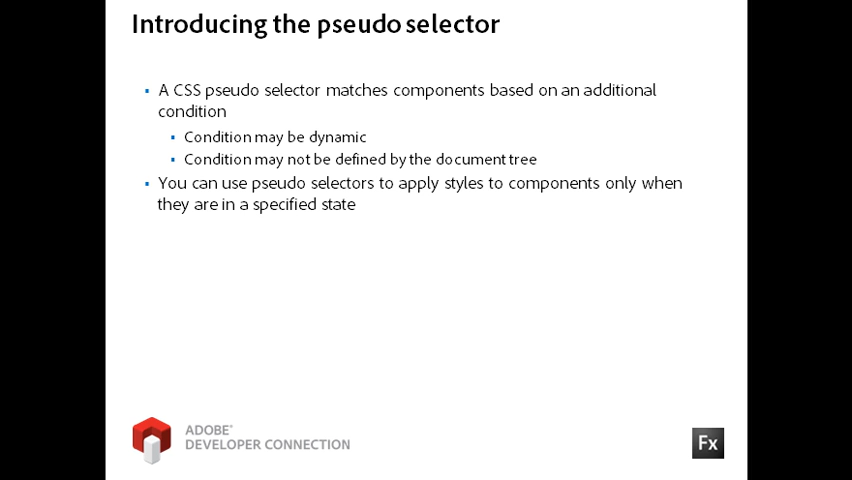 Introducing the pseudo selector
▪ A CSS pseudo selector matches components based on an additional
condition
▪ Condition may be dynamic
▪ Condition may not be defined by the document tree
▪ You can use pseudo selectors to apply styles to components only when
they are in a specified state
ADOBE®
DEVELOPER CONNECTION
Fx